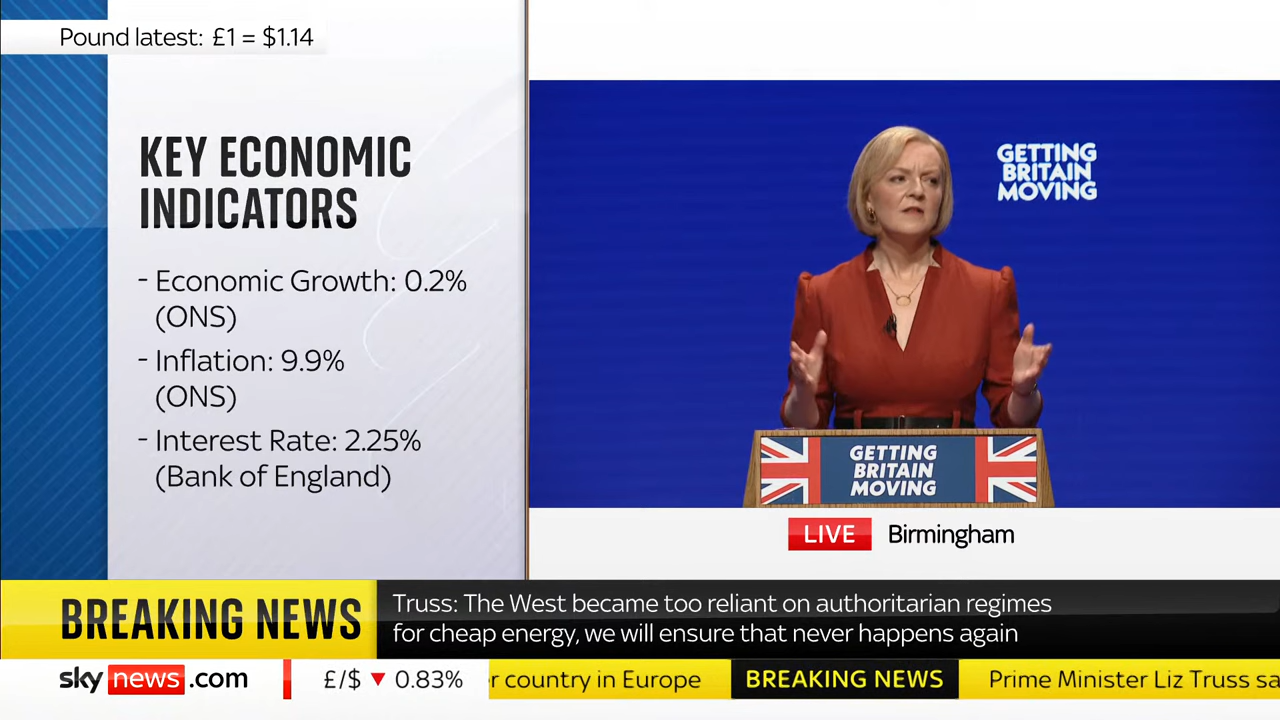 Pound latest: £1 = $1.14
KEY ECONOMIC
INDICATORS
- Economic Growth: 0.2%
(ONS)
- Inflation: 9.9%
(ONS)
- Interest Rate: 2.25%
(Bank of England)
GETTING
BRITAIN
MOVING
GETTING
BRITAIN
MOVING
LIVE Birmingham
BREAKING NEWS
Truss: The West became too reliant on authoritarian regimes
for cheap energy, we will ensure that never happens again
sky news .com £/$ ▼ 0.83% r country in Europe BREAKING NEWS Prime Minister Liz Truss sa